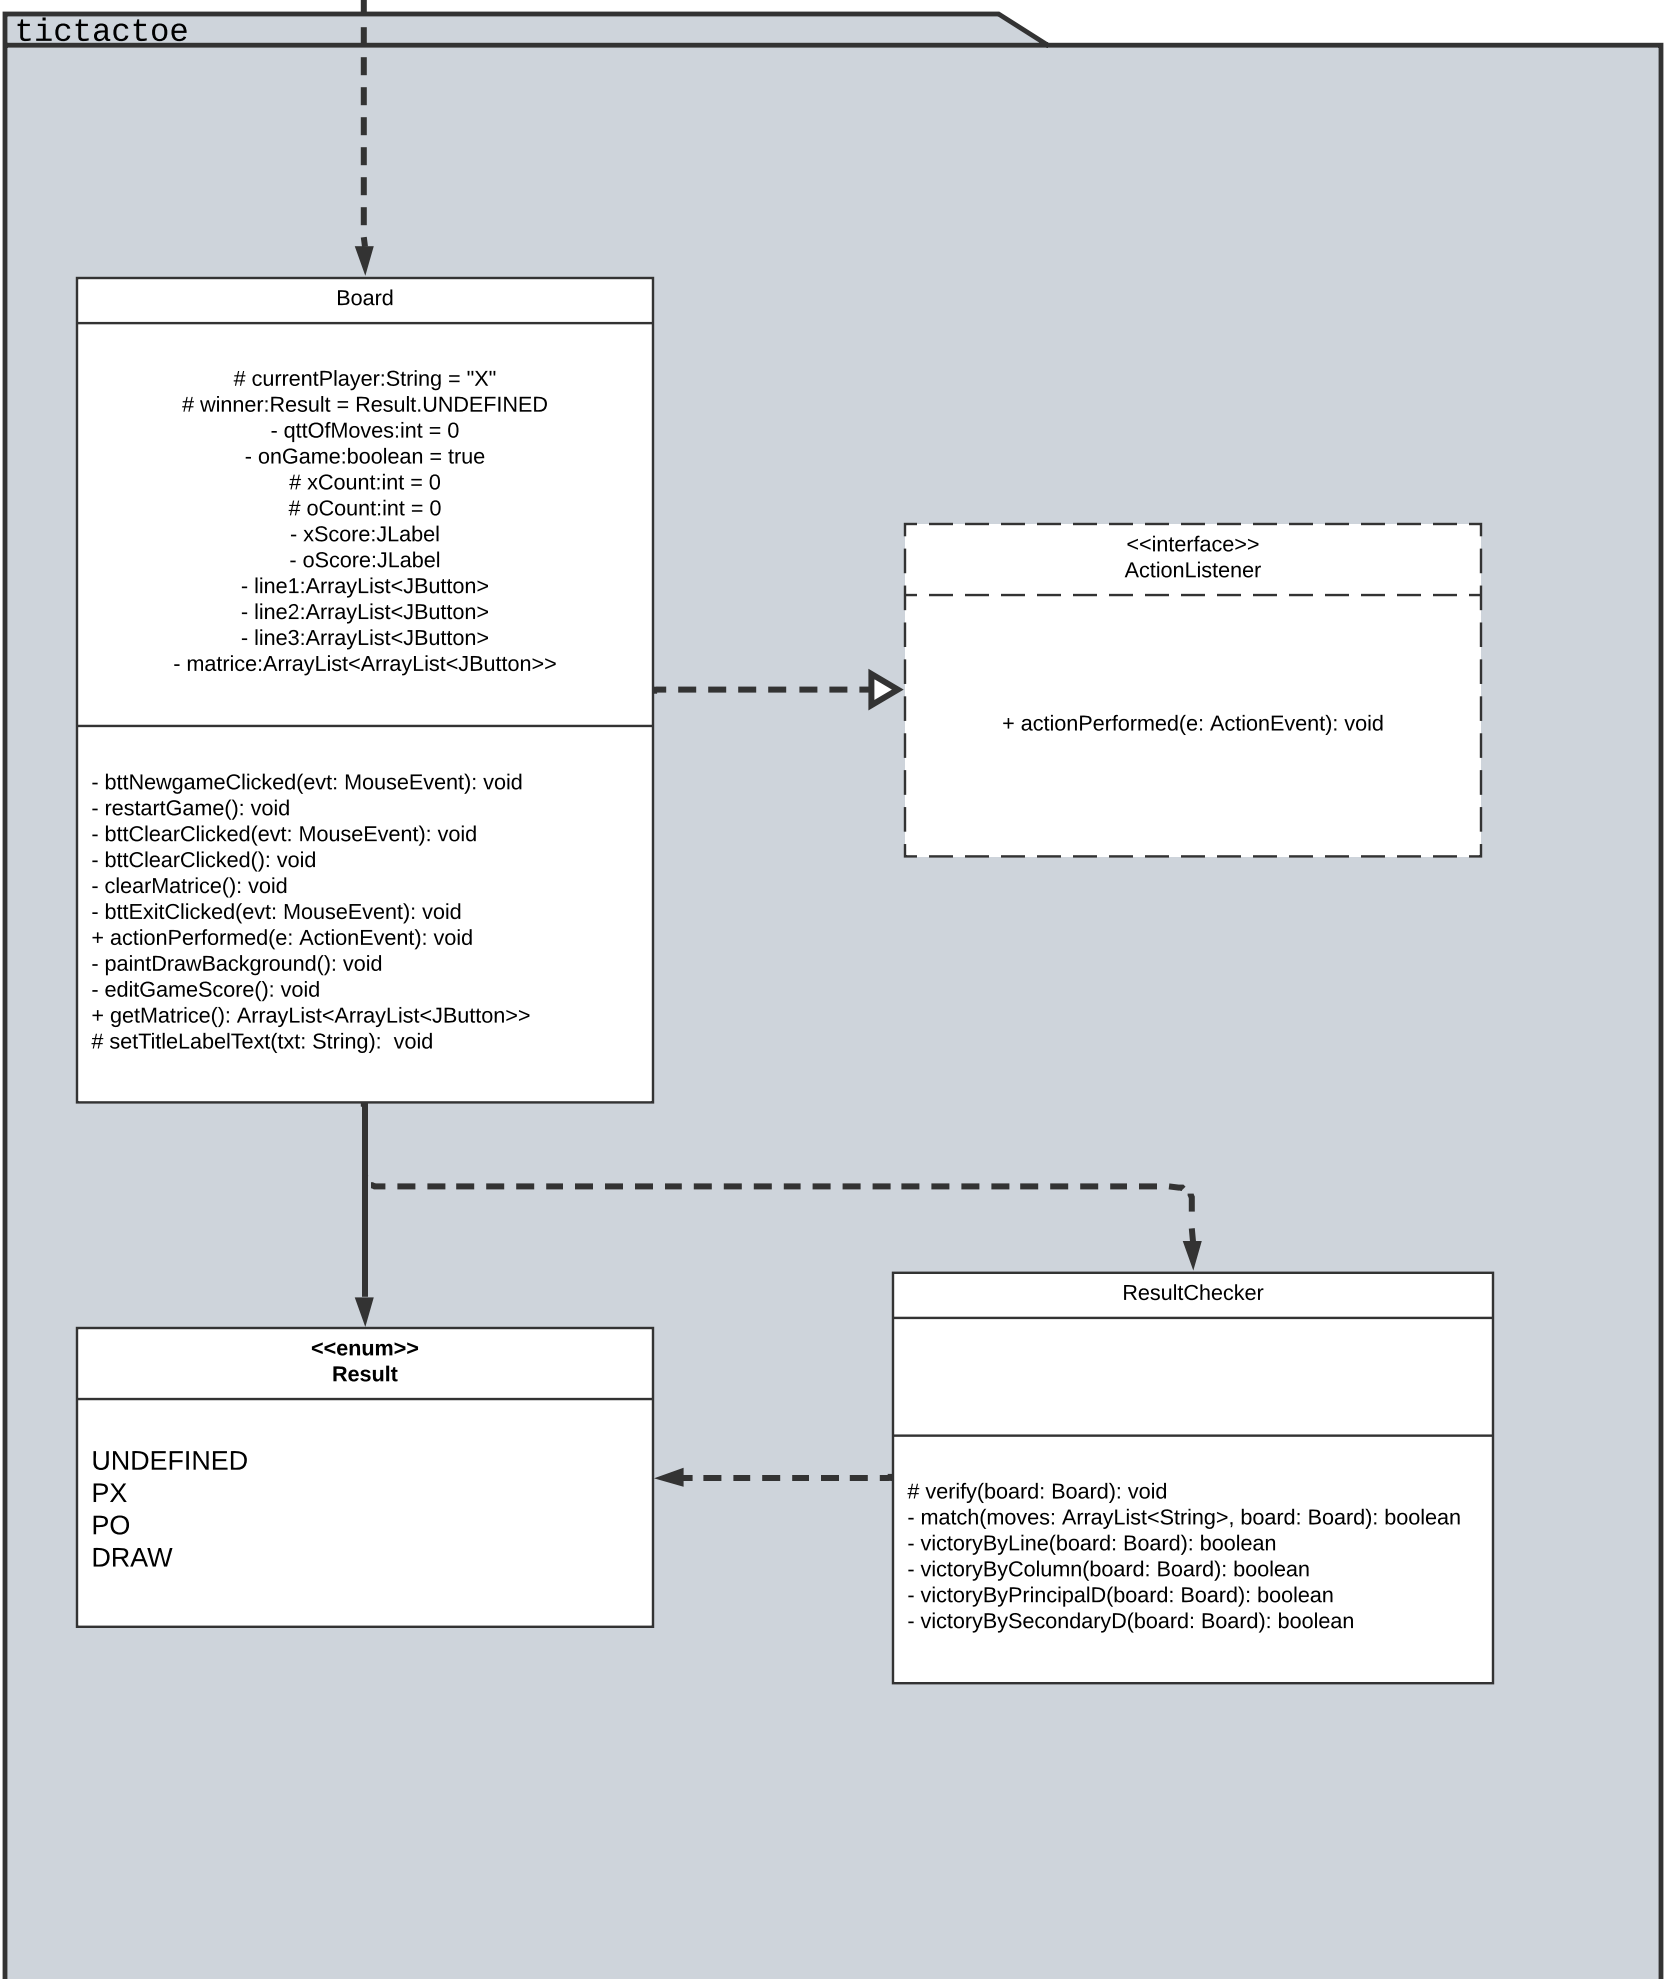 tictactoe
Board
# currentPlayer:String = "X"
# winner:Result = Result.UNDEFINED
- qttOfMoves:int = 0
- onGame:boolean = true
# xCount:int = 0
# oCount:int = 0
- xScore:JLabel
- oScore:JLabel
- line1:ArrayList<JButton>
- line2:ArrayList<JButton>
- line3:ArrayList<JButton>
- matrice:ArrayList<ArrayList<JButton>>
- bttNewgameClicked(evt: MouseEvent): void
- restartGame(): void
- bttClearClicked(evt: MouseEvent): void
- bttClearClicked(): void
- clearMatrice(): void
- bttExitClicked(evt: MouseEvent): void
+ actionPerformed(e: ActionEvent): void
- paintDrawBackground(): void
- editGameScore(): void
+ getMatrice(): ArrayList<ArrayList<JButton>>
# setTitleLabelText(txt: String):  void
<<interface>>
ActionListener
+ actionPerformed(e: ActionEvent): void
<<enum>>
Result
UNDEFINED
PX
PO
DRAW
ResultChecker
# verify(board: Board): void
- match(moves: ArrayList<String>, board: Board): boolean
- victoryByLine(board: Board): boolean
- victoryByColumn(board: Board): boolean
- victoryByPrincipalD(board: Board): boolean
- victoryBySecondaryD(board: Board): boolean